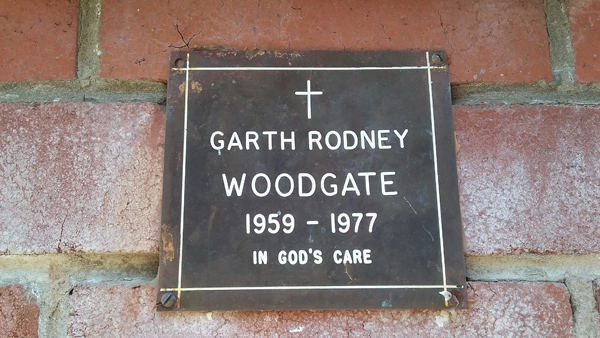 GARTH RODNEY
WOODGATE
1959 - 1977
IN GOD'S CARE